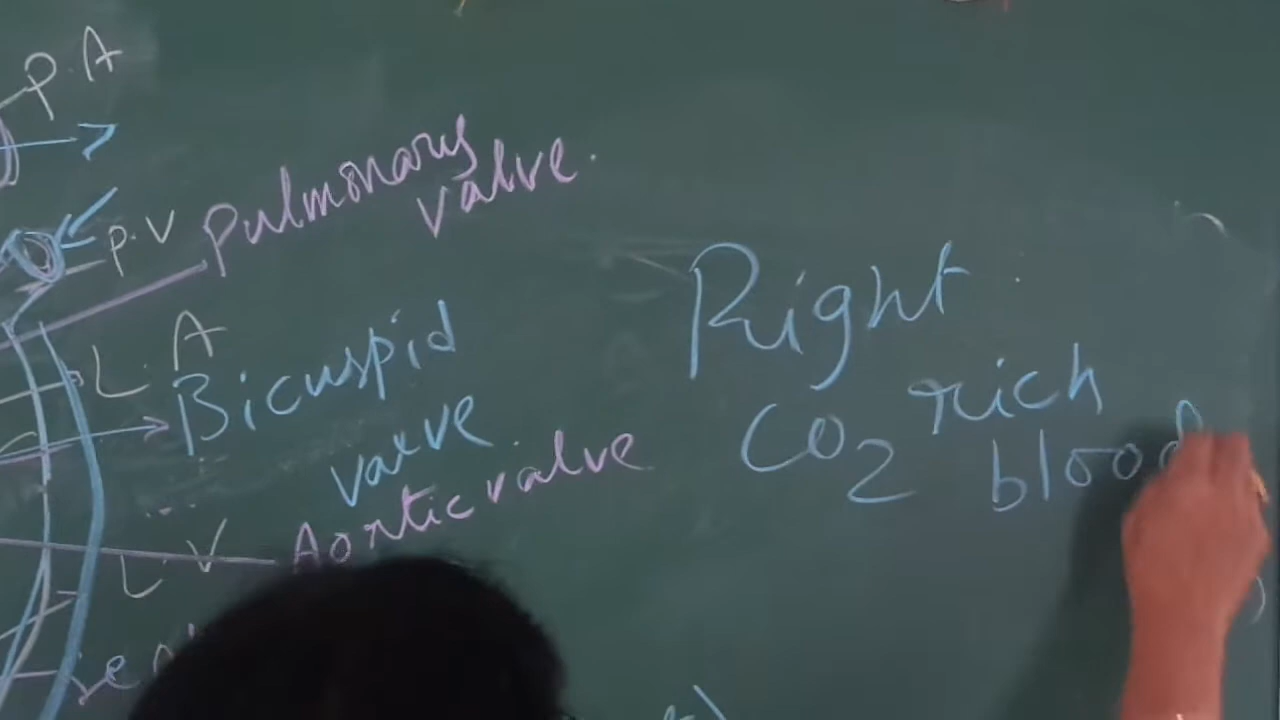 P.A
P.V
Pulmonary
valve.
L.A
Bicuspid
valve
Aortic valve
L.V
Right
CO2 rich
blood